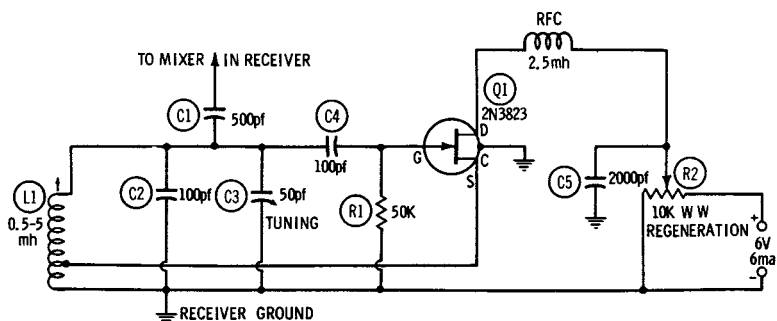 RFC
2.5mh
TO MIXER IN RECEIVER
C1
500pf
C4
100pf
Q1
2N3823
D
G
C
S
L1
0.5-5
mh
C2
100pf
C3
50pf
TUNING
R1
50K
C5
2000pf
R2
10K WW
REGENERATION
+
6V
6ma
-
RECEIVER GROUND